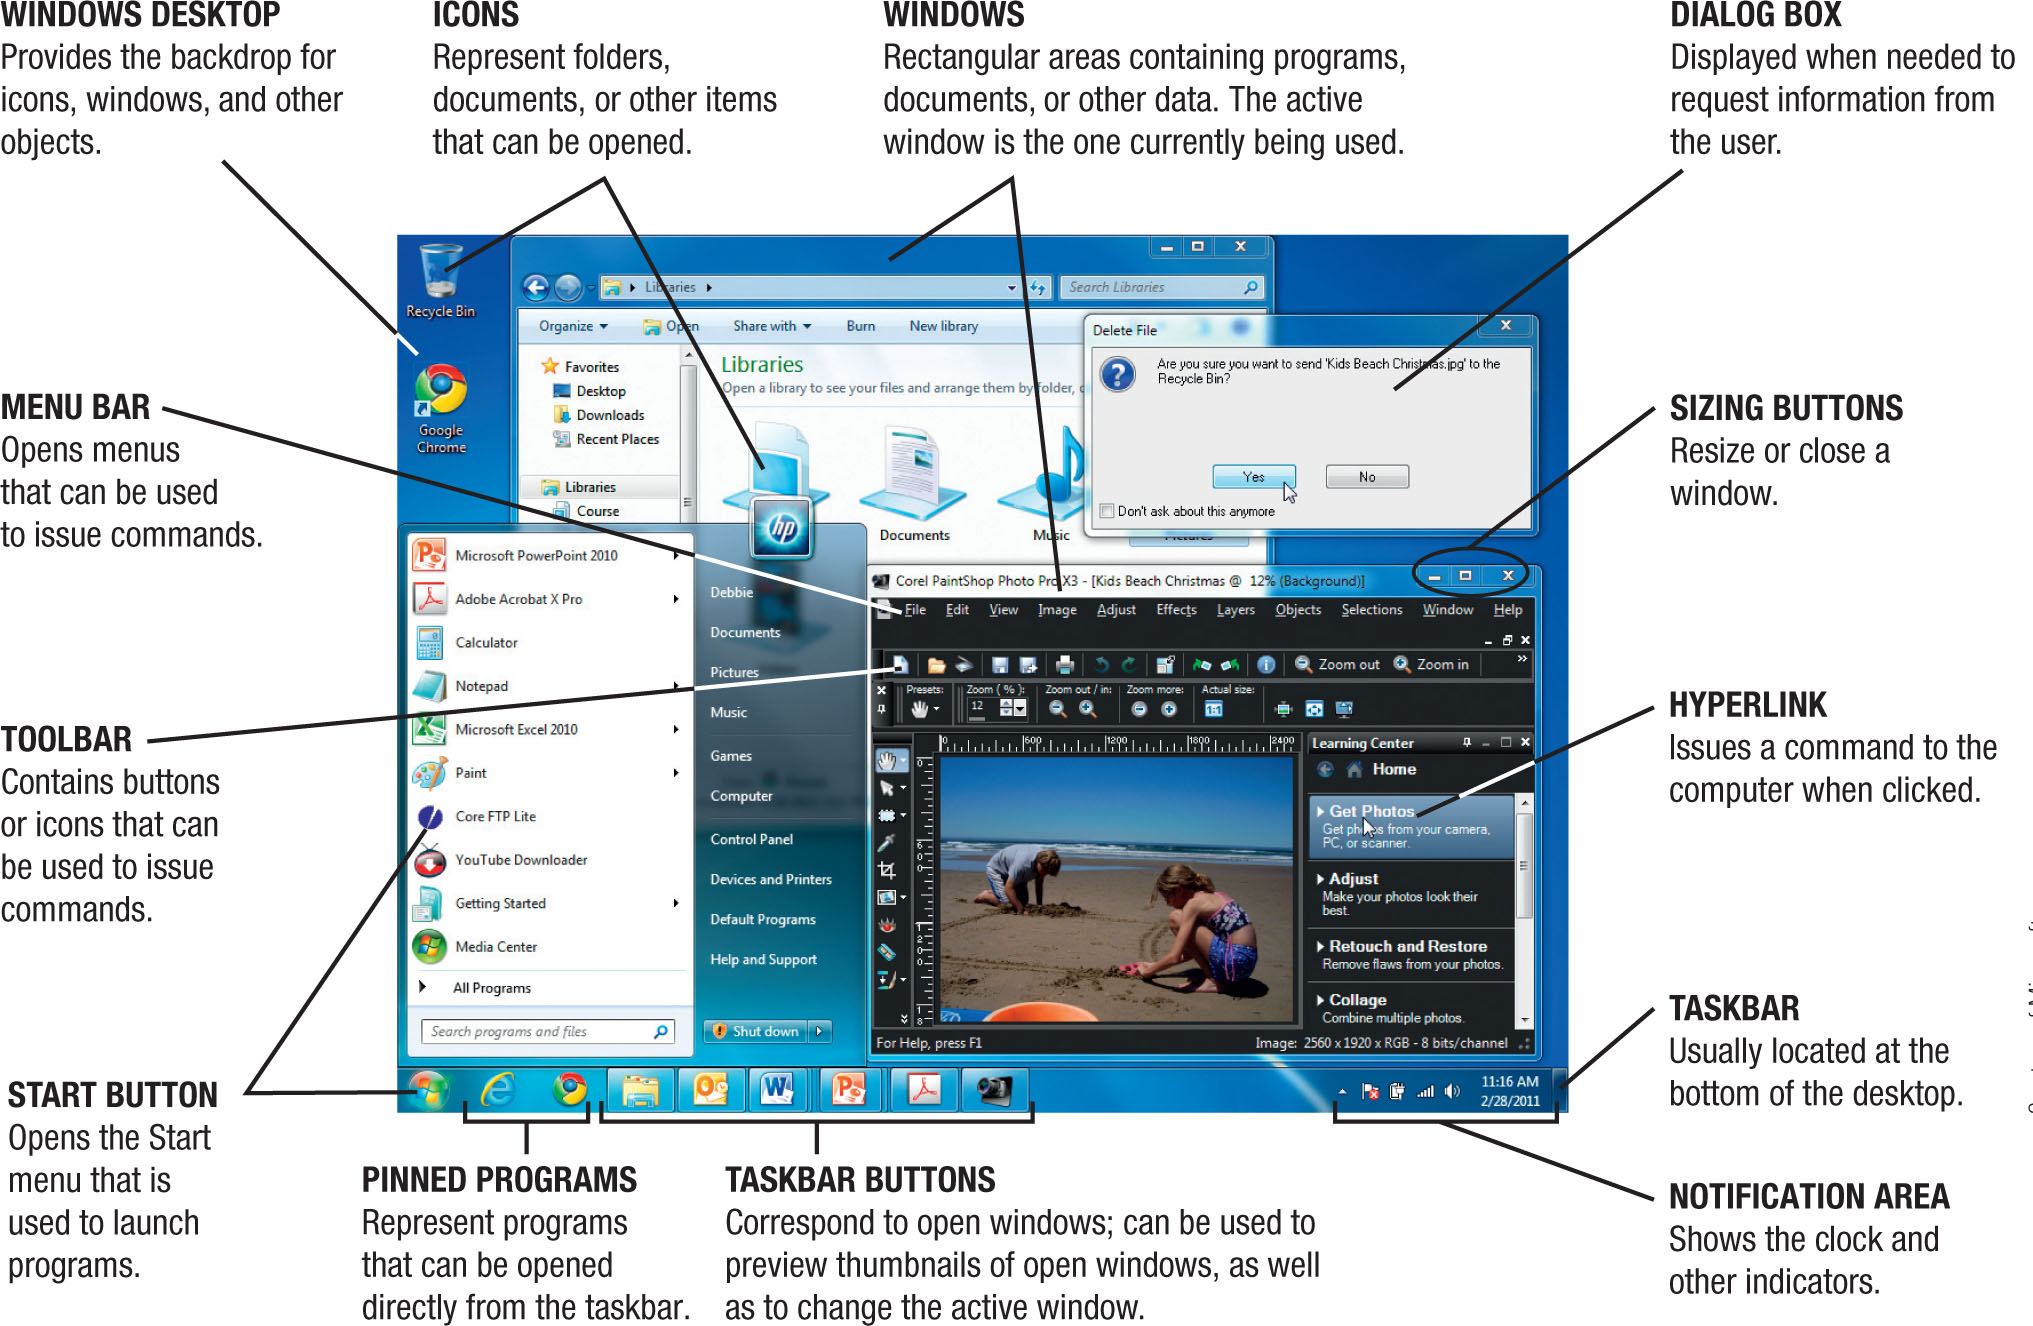 WINDOWS DESKTOP
Provides the backdrop for
icons, windows, and other
objects.
ICONS
Represent folders,
documents, or other items
that can be opened.
WINDOWS
Rectangular areas containing programs,
documents, or other data. The active
window is the one currently being used.
DIALOG BOX
Displayed when needed to
request information from
the user.
MENU BAR
Opens menus
that can be used
to issue commands.
TOOLBAR
Contains buttons
or icons that can
be used to issue
commands.
START BUTTON
Opens the Start
menu that is
used to launch
programs.
Recycle Bin
Google
Chrome
Libraries
Search Libraries
Organize
Open
Share with
Burn
New library
Favorites
Desktop
Downloads
Recent Places
Libraries
Course
Libraries
Open a library to see your files and arrange them by folder,
Documents
Music
Pictures
Delete File
Are you sure you want to send 'Kids Beach Christmas.jpg' to the
Recycle Bin?
Yes
No
Don't ask about this anymore
hp
Microsoft PowerPoint 2010
Adobe Acrobat X Pro
Calculator
Notepad
Microsoft Excel 2010
Paint
Core FTP Lite
YouTube Downloader
Getting Started
Media Center
All Programs
Search programs and files
Debbie
Documents
Pictures
Music
Games
Computer
Control Panel
Devices and Printers
Default Programs
Help and Support
Shut down
Corel PaintShop Photo Pro X3 - [Kids Beach Christmas @ 12% (Background)]
File Edit View Image Adjust Effects Layers Objects Selections Window Help
Zoom out Zoom in
Presets: Zoom ( % ): Zoom out / in: Zoom more: Actual size:
12
1:1
0 600 1200 1800 2400
0
600
1200
18
Learning Center
Home
Get Photos
Get photos from your camera,
PC, or scanner.
Adjust
Make your photos look their
best.
Retouch and Restore
Remove flaws from your photos.
Collage
Combine multiple photos.
For Help, press F1
Image: 2560 x 1920 x RGB - 8 bits/channel
11:16 AM
2/28/2011
SIZING BUTTONS
Resize or close a
window.
HYPERLINK
Issues a command to the
computer when clicked.
TASKBAR
Usually located at the
bottom of the desktop.
NOTIFICATION AREA
Shows the clock and
other indicators.
PINNED PROGRAMS
Represent programs
that can be opened
directly from the taskbar.
TASKBAR BUTTONS
Correspond to open windows; can be used to
preview thumbnails of open windows, as well
as to change the active window.